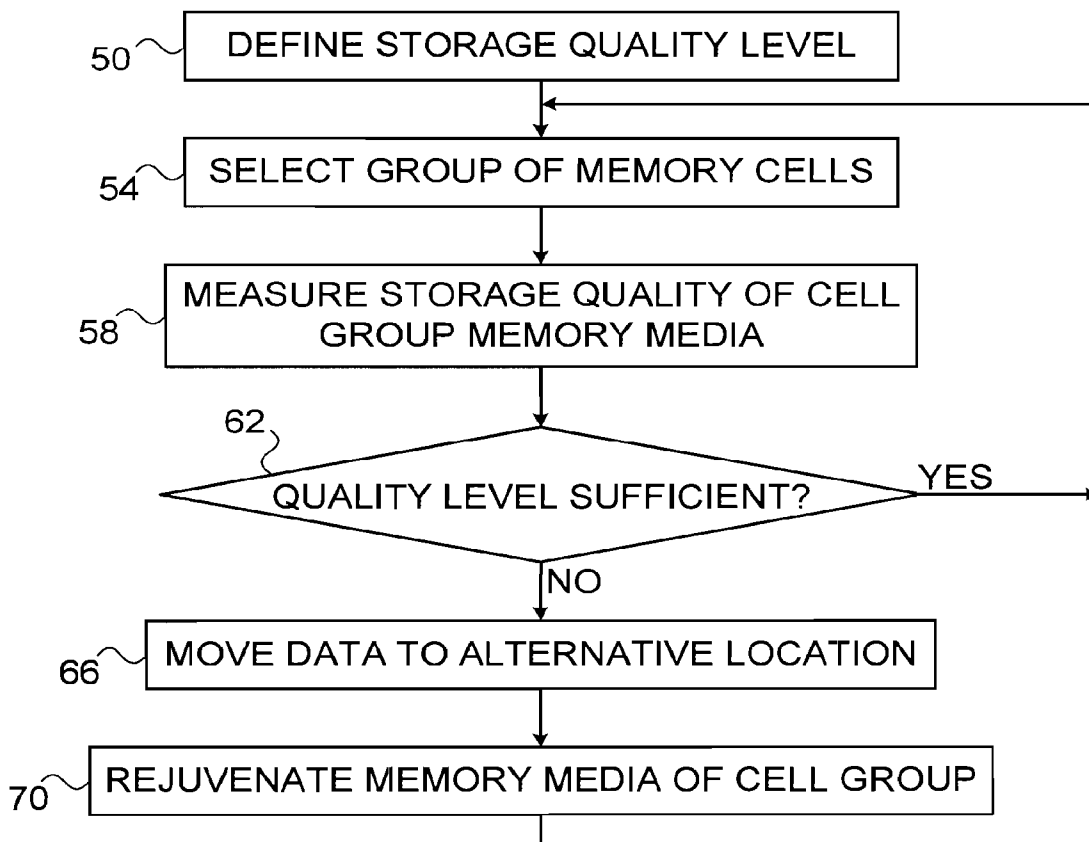 50
DEFINE STORAGE QUALITY LEVEL
54
SELECT GROUP OF MEMORY CELLS
58
MEASURE STORAGE QUALITY OF CELL
GROUP MEMORY MEDIA
62
QUALITY LEVEL SUFFICIENT?
YES
NO
66
MOVE DATA TO ALTERNATIVE LOCATION
70
REJUVENATE MEMORY MEDIA OF CELL GROUP